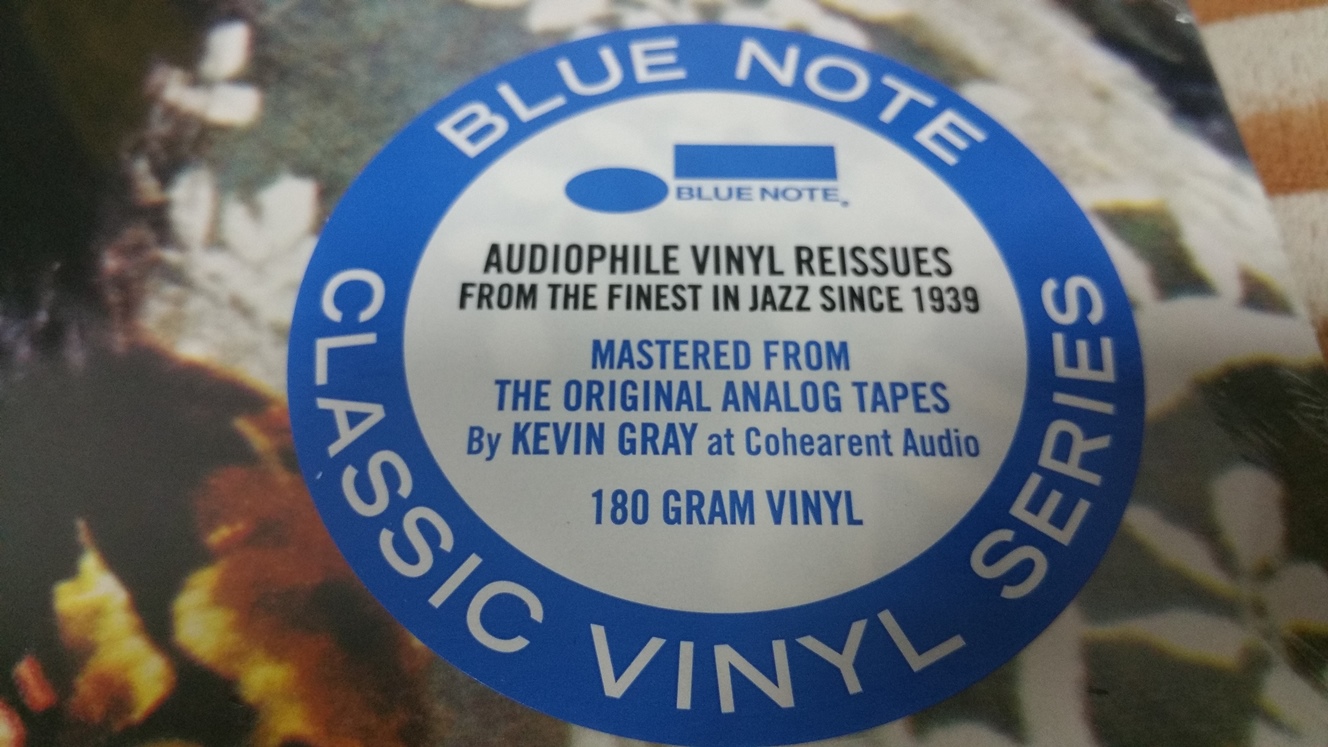 BLUE NOTE
BLUE NOTE
AUDIOPHILE VINYL REISSUES
FROM THE FINEST IN JAZZ SINCE 1939
MASTERED FROM
THE ORIGINAL ANALOG TAPES
By KEVIN GRAY at Cohearent Audio
180 GRAM VINYL
CLASSIC VINYL SERIES